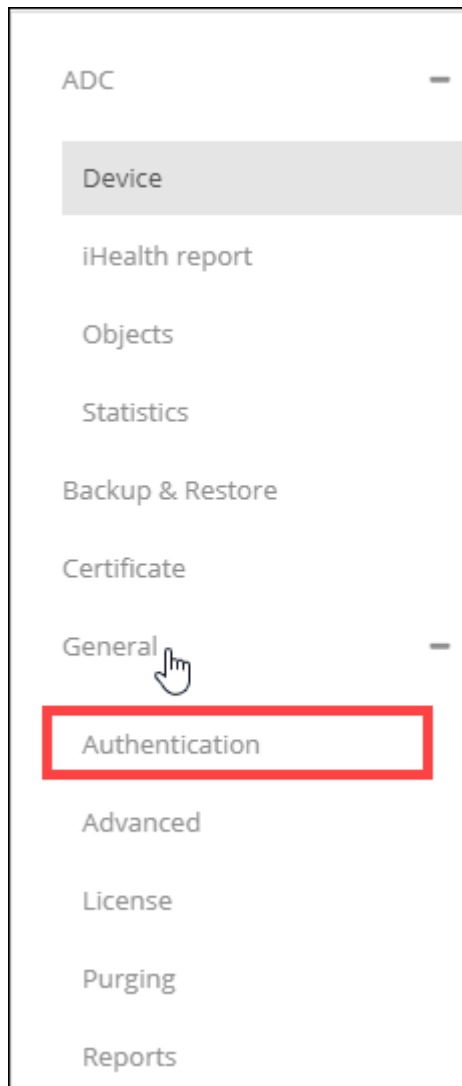 ADC
Device
iHealth report
Objects
Statistics
Backup & Restore
Certificate
General
Authentication
Advanced
License
Purging
Reports